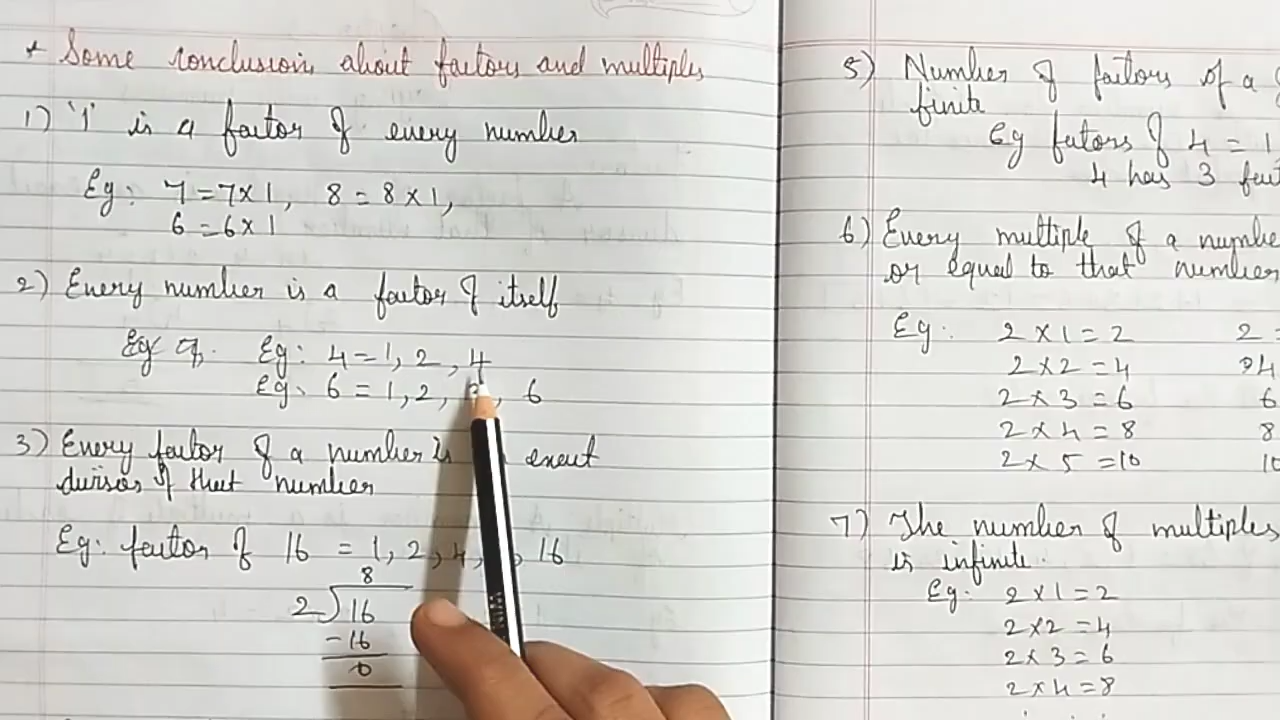 * Some conclusions about factors and multiples
1) '1' is a factor of every number
Eg: 7 = 7 × 1, 8 = 8 × 1,
6 = 6 × 1
2) Every number is a factor of itself
Eg: 4 = 1, 2, 4
Eg. 6 = 1, 2, , 6
3) Every factor of a number is exact
divisor of that number
Eg: factor of 16 = 1, 2, 4, , 16
8
2 ) 16
- 16
0
5) Number of factors of a
finite
Eg factors of 4 = 1
4 has 3
6) Every multiple of a
or equal to that number
Eg: 2 × 1 = 2 2 =
2 × 2 = 4 4
2 × 3 = 6 6
2 × 4 = 8 8
2 × 5 = 10
7) The number of multiples
is infinite.
Eg: 2 × 1 = 2
2 × 2 = 4
2 × 3 = 6
2 × 4 = 8